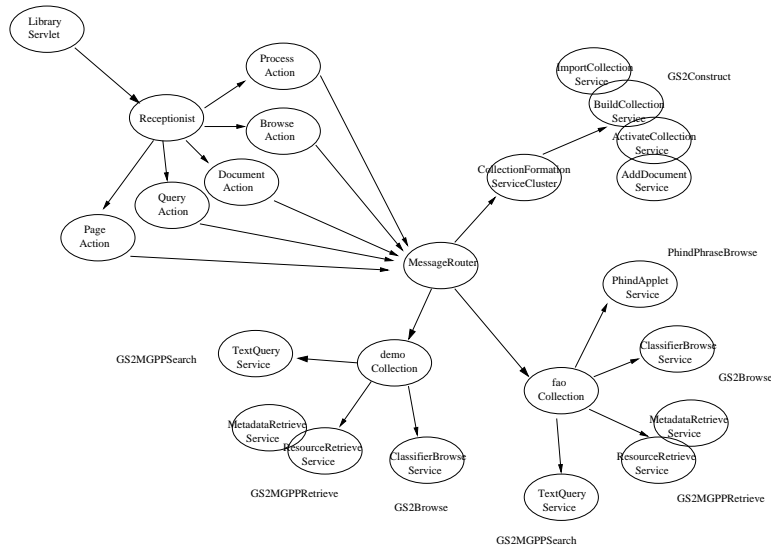 Library
Servlet
Process
Action
Receptionist
Browse
Action
Document
Action
Query
Action
Page
Action
MessageRouter
ImportCollection
Service
GS2Construct
BuildCollection
Service
ActivateCollection
Service
AddDocument
Service
CollectionFormation
ServiceCluster
PhindPhraseBrowse
PhindApplet
Service
ClassifierBrowse
Service
GS2Browse
fao
Collection
MetadataRetrieve
Service
ResourceRetrieve
Service
GS2MGPPRetrieve
TextQuery
Service
GS2MGPPSearch
demo
Collection
TextQuery
Service
GS2MGPPSearch
MetadataRetrieve
Service
ResourceRetrieve
Service
GS2MGPPRetrieve
ClassifierBrowse
Service
GS2Browse